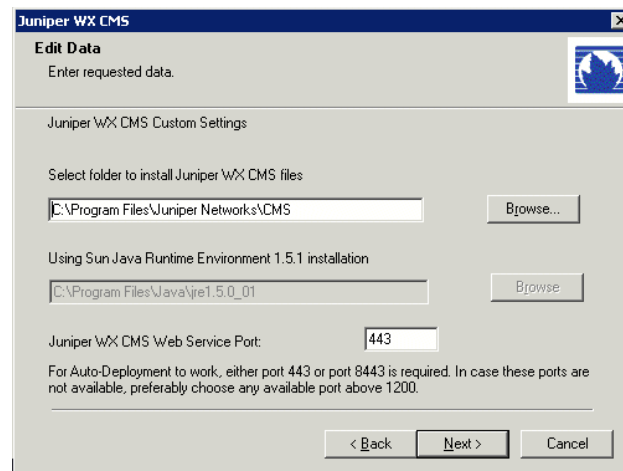 Juniper WX CMS
Edit Data
Enter requested data.
Juniper WX CMS Custom Settings
Select folder to install Juniper WX CMS files
C:\Program Files\Juniper Networks\CMS
Browse...
Using Sun Java Runtime Environment 1.5.1 installation
C:\Program Files\Java\jre1.5.0_01
Browse
Juniper WX CMS Web Service Port:
443
For Auto-Deployment to work, either port 443 or port 8443 is required. In case these ports are
not available, preferably choose any available port above 1200.
< Back
Next >
Cancel